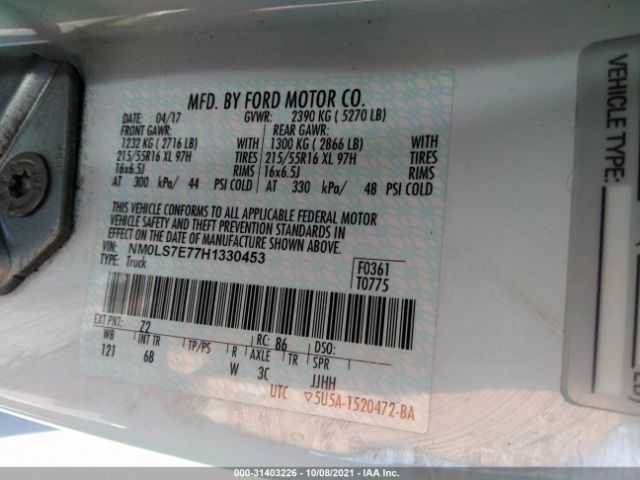 MFD. BY FORD MOTOR CO.
DATE: 04/17 GVWR: 2390 KG ( 5270 LB)
FRONT GAWR: REAR GAWR:
1232 KG ( 2716 LB) WITH 1300 KG ( 2866 LB) WITH
215/55R16 XL 97H TIRES 215/55R16 XL 97H TIRES
16x6.5J RIMS 16x6.5J RIMS
AT 300 kPa/ 44 PSI COLD AT 330 kPa/ 48 PSI COLD
THIS VEHICLE CONFORMS TO ALL APPLICABLE FEDERAL MOTOR
VEHICLE SAFETY AND THEFT PREVENTION STANDARDS
IN EFFECT ON THE DATE OF MANUFACTURE SHOWN ABOVE.
VIN: NM0LS7E77H1330453
TYPE: Truck
F0361
T0775
EXT PNT: Z2 RC: 86 DSO:
WB INT TR TP/PS R AXLE TR SPR
121 6B W 3C JJHH
UTC ▽5U5A-1520472-BA
VEHICLE TYPE:
000-31403226 - 10/08/2021 - IAA Inc.